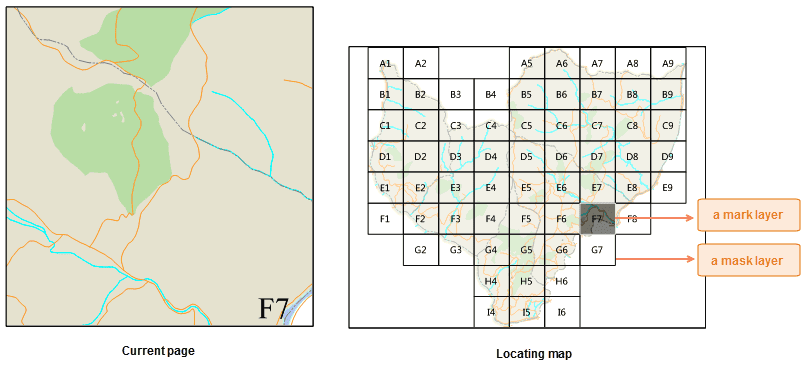 F7
Current page
A1 A2 A5 A6 A7 A8 A9
B1 B2 B3 B4 B5 B6 B7 B8 B9
C1 C2 C3 C4 C5 C6 C7 C8 C9
D1 D2 D3 D4 D5 D6 D7 D8 D9
E1 E2 E3 E4 E5 E6 E7 E8 E9
F1 F2 F3 F4 F5 F6 F7 F8
G2 G3 G4 G5 G6 G7
H4 H5 H6
I4 I5 I6
a mark layer
a mask layer
Locating map